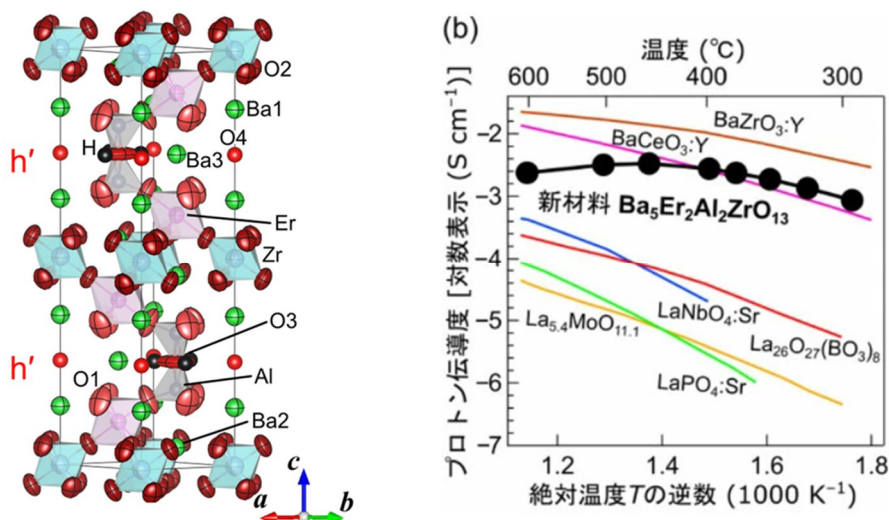 O2
Ba1
O4
H
h′
Ba3
Er
Zr
O3
h′
O1
Al
Ba2
c
a
b
(b)
温度 (℃)
600
500
400
300
プロトン伝導度 [対数表示 (S cm⁻¹)]
−2
−3
−4
−5
−6
−7
BaZrO₃:Y
BaCeO₃:Y
新材料 Ba₅Er₂Al₂ZrO₁₃
LaNbO₄:Sr
La₅.₄MoO₁₁.₁
La₂₆O₂₇(BO₃)₈
LaPO₄:Sr
1.2
1.4
1.6
1.8
絶対温度Tの逆数 (1000 K⁻¹)